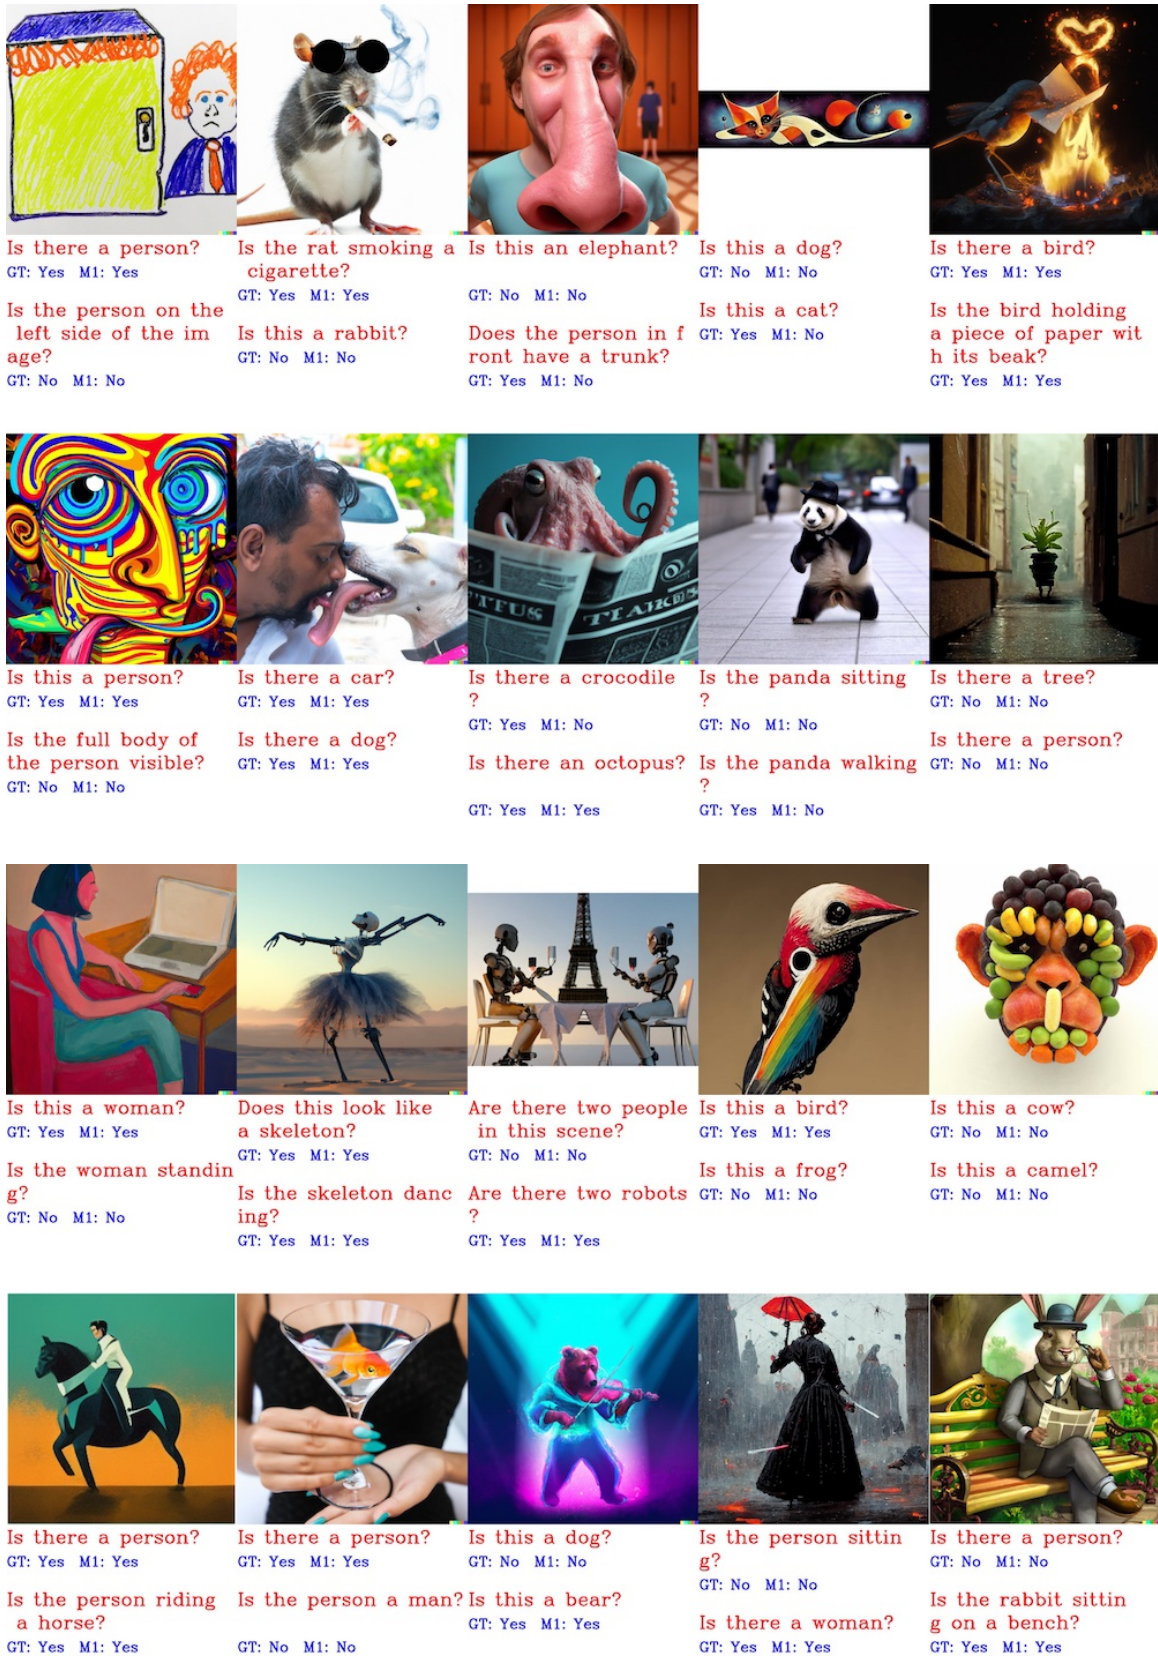 Is there a person?
GT: Yes M1: Yes
Is the person on the
left side of the im
age?
GT: No M1: No
Is the rat smoking a
cigarette?
GT: Yes M1: Yes
Is this a rabbit?
GT: No M1: No
Is this an elephant?
GT: No M1: No
Does the person in f
ront have a trunk?
GT: Yes M1: No
Is this a dog?
GT: No M1: No
Is this a cat?
GT: Yes M1: No
Is there a bird?
GT: Yes M1: Yes
Is the bird holding
a piece of paper wit
h its beak?
GT: Yes M1: Yes
Is this a person?
GT: Yes M1: Yes
Is the full body of
the person visible?
GT: No M1: No
Is there a car?
GT: Yes M1: Yes
Is there a dog?
GT: Yes M1: Yes
Is there a crocodile
?
GT: Yes M1: No
Is there an octopus?
GT: Yes M1: Yes
Is the panda sitting
?
GT: No M1: No
Is the panda walking
?
GT: Yes M1: No
Is there a tree?
GT: No M1: No
Is there a person?
GT: No M1: No
Is this a woman?
GT: Yes M1: Yes
Is the woman standin
g?
GT: No M1: No
Does this look like
a skeleton?
GT: Yes M1: Yes
Is the skeleton danc
ing?
GT: Yes M1: Yes
Are there two people
in this scene?
GT: No M1: No
Are there two robots
?
GT: Yes M1: Yes
Is this a bird?
GT: Yes M1: Yes
Is this a frog?
GT: No M1: No
Is this a cow?
GT: No M1: No
Is this a camel?
GT: No M1: No
Is there a person?
GT: Yes M1: Yes
Is the person riding
a horse?
GT: Yes M1: Yes
Is there a person?
GT: Yes M1: Yes
Is the person a man?
GT: No M1: No
Is this a dog?
GT: No M1: No
Is this a bear?
GT: Yes M1: Yes
Is the person sittin
g?
GT: No M1: No
Is there a woman?
GT: Yes M1: Yes
Is there a person?
GT: No M1: No
Is the rabbit sittin
g on a bench?
GT: Yes M1: Yes